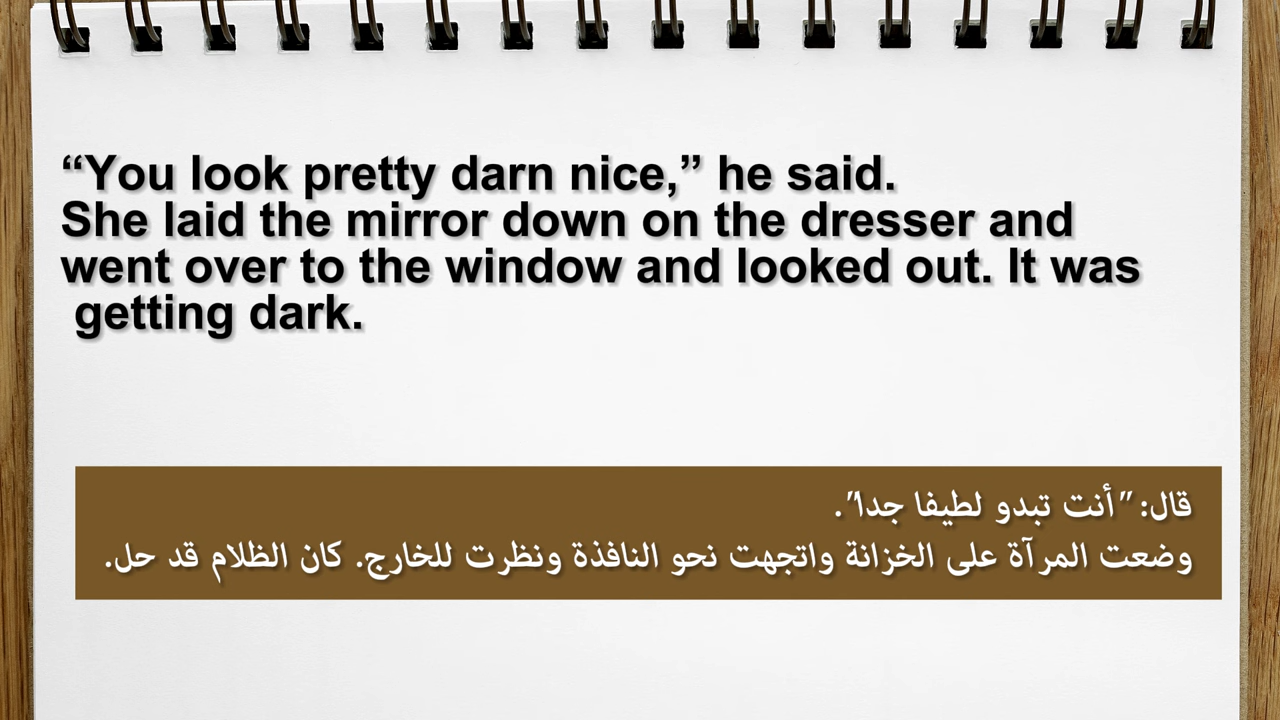 “You look pretty darn nice,” he said.
She laid the mirror down on the dresser and
went over to the window and looked out. It was
getting dark.
قال: "أنت تبدو لطيفا جدا".
وضعت المرآة على الخزانة واتجهت نحو النافذة ونظرت للخارج. كان الظلام قد حل.